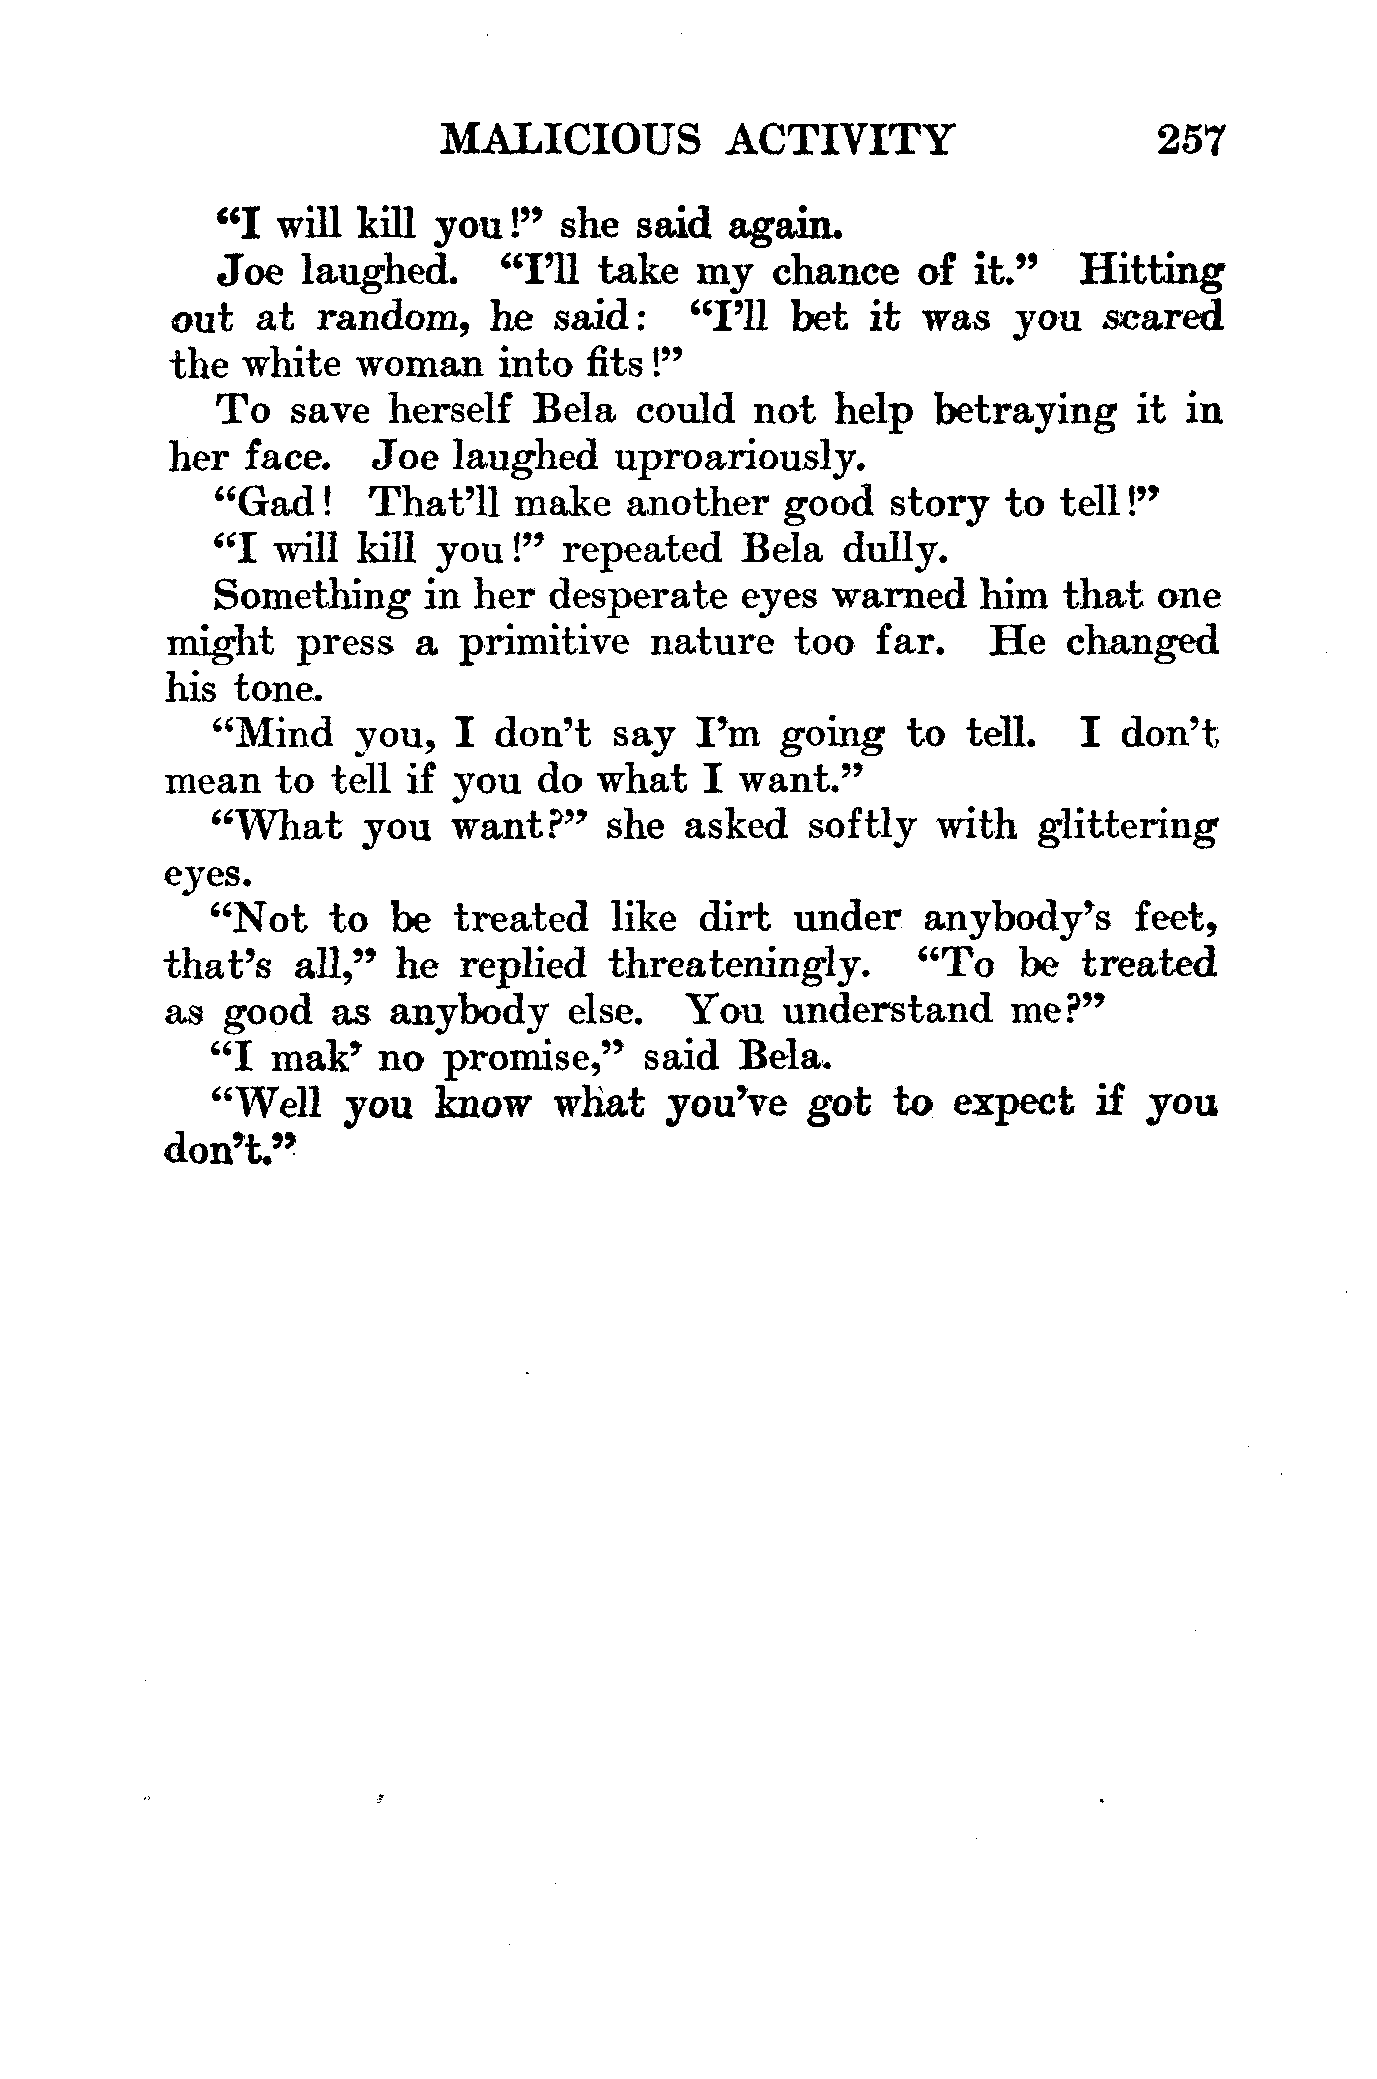 MALICIOUS ACTIVITY 257
“I will kill you!” she said again.
Joe laughed. “I’ll take my chance of it.” Hitting
out at random, he said: “I’ll bet it was you scared
the white woman into fits!”
To save herself Bela could not help betraying it in
her face. Joe laughed uproariously.
“Gad! That’ll make another good story to tell!”
“I will kill you!” repeated Bela dully.
Something in her desperate eyes warned him that one
might press a primitive nature too far. He changed
his tone.
“Mind you, I don’t say I’m going to tell. I don’t
mean to tell if you do what I want.”
“What you want?” she asked softly with glittering
eyes.
“Not to be treated like dirt under anybody’s feet,
that’s all,” he replied threateningly. “To be treated
as good as anybody else. You understand me?”
“I mak’ no promise,” said Bela.
“Well you know what you’ve got to expect if you
don’t.”